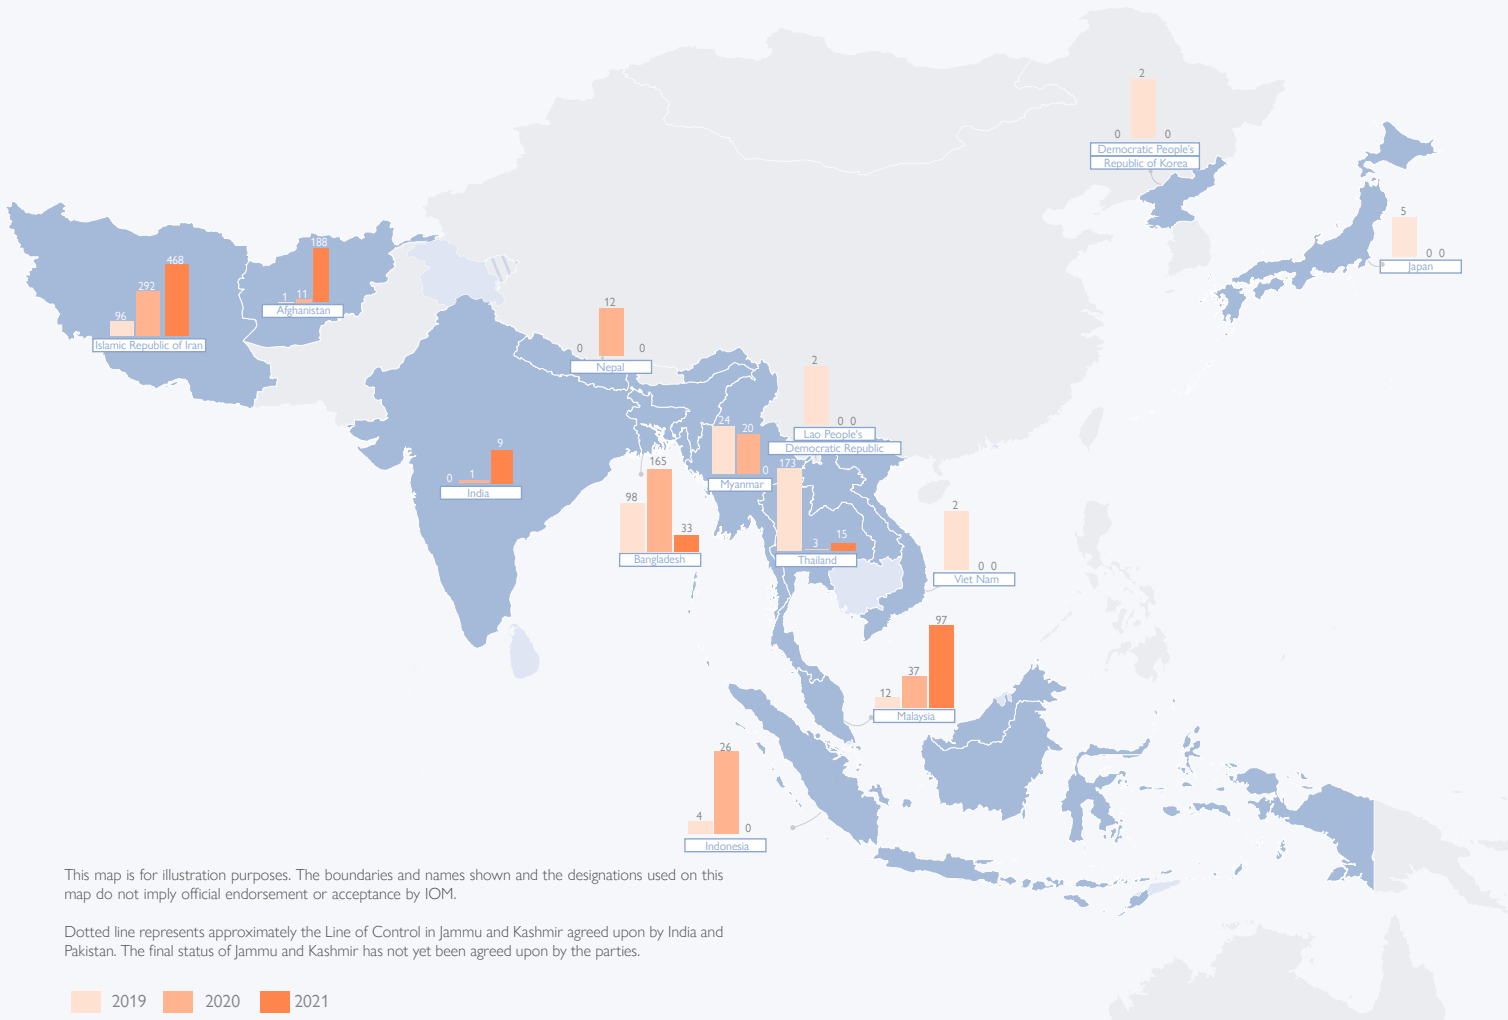 2
0
0
Democratic People's
Republic of Korea
5
0 0
Japan
188
1
11
Afghanistan
468
292
96
Islamic Republic of Iran
12
0
0
Nepal
2
0 0
Lao People's
Democratic Republic
24
20
0
Myanmar
9
0
1
India
165
98
33
Bangladesh
173
3
15
Thailand
2
0 0
Viet Nam
97
37
12
Malaysia
26
4
0
Indonesia
This map is for illustration purposes. The boundaries and names shown and the designations used on this
map do not imply official endorsement or acceptance by IOM.
Dotted line represents approximately the Line of Control in Jammu and Kashmir agreed upon by India and
Pakistan. The final status of Jammu and Kashmir has not yet been agreed upon by the parties.
2019 2020 2021